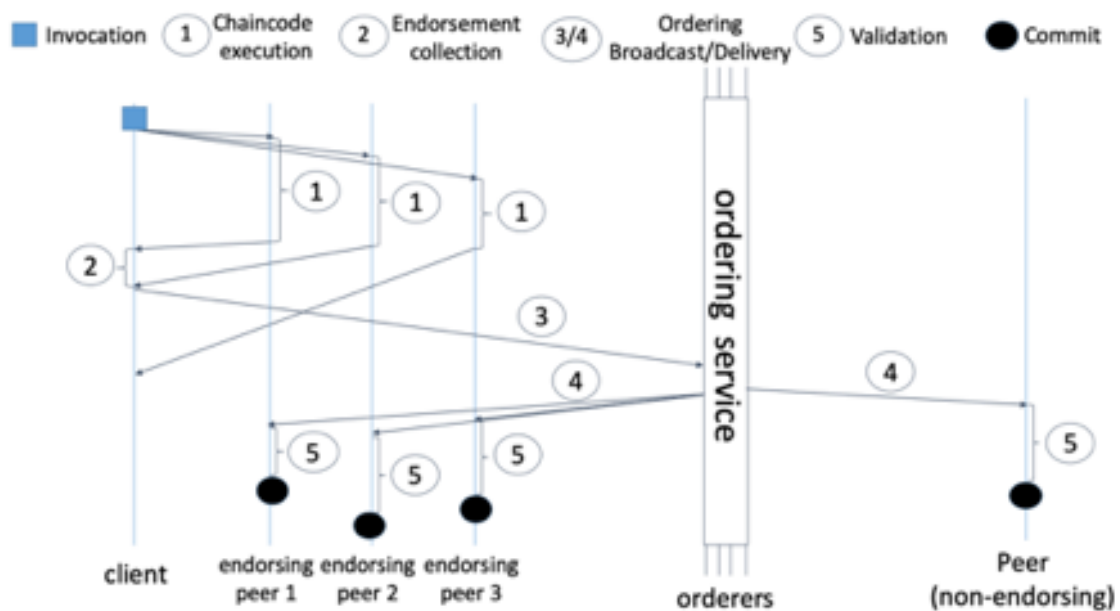 Invocation
1
Chaincode
execution
2
Endorsement
collection
3/4
Ordering
Broadcast/Delivery
5
Validation
Commit
1
1
1
2
3
4
4
5
5
5
5
ordering service
client
endorsing
peer 1
endorsing
peer 2
endorsing
peer 3
orderers
Peer
(non-endorsing)